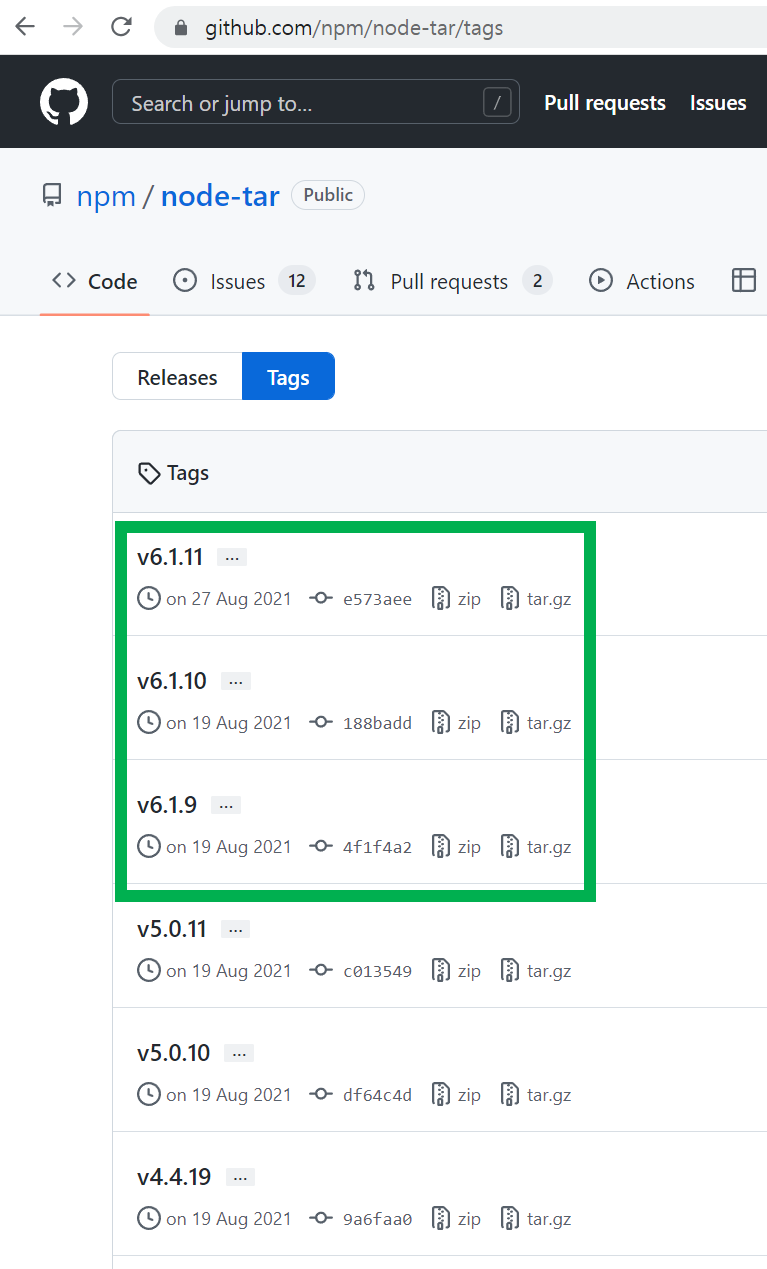 github.com/npm/node-tar/tags
Search or jump to... / Pull requests Issues
npm / node-tar Public
Code Issues 12 Pull requests 2 Actions
Releases Tags
Tags
v6.1.11 ...
on 27 Aug 2021 e573aee zip tar.gz
v6.1.10 ...
on 19 Aug 2021 188badd zip tar.gz
v6.1.9 ...
on 19 Aug 2021 4f1f4a2 zip tar.gz
v5.0.11 ...
on 19 Aug 2021 c013549 zip tar.gz
v5.0.10 ...
on 19 Aug 2021 df64c4d zip tar.gz
v4.4.19 ...
on 19 Aug 2021 9a6faa0 zip tar.gz